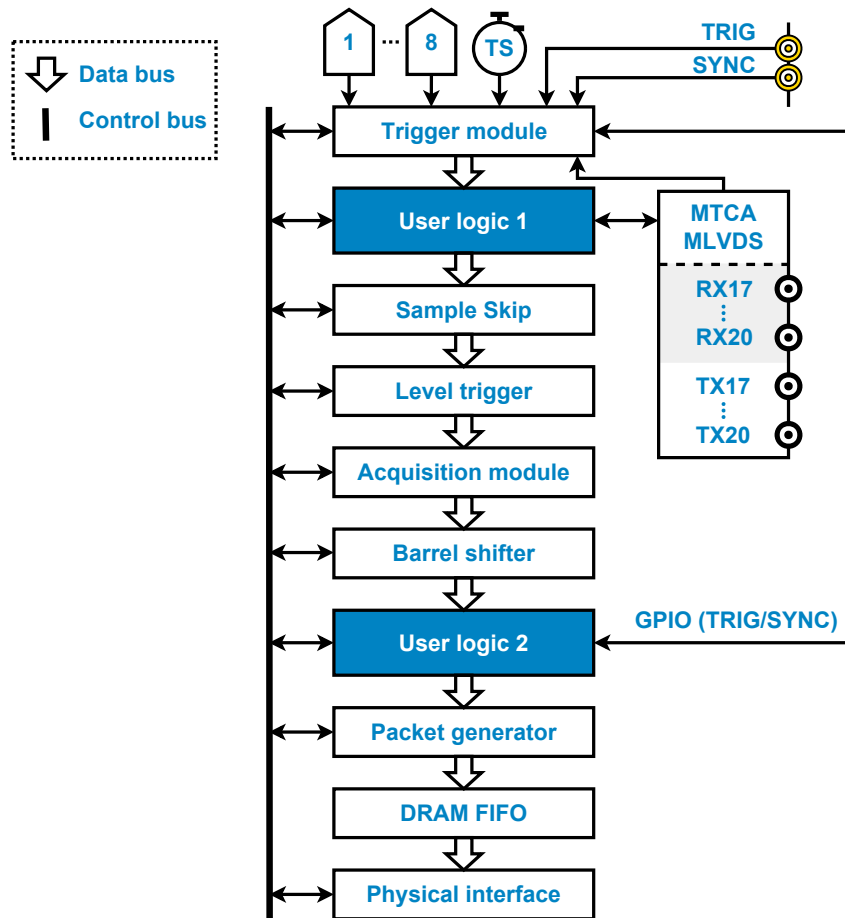 1
8
TS
TRIG
SYNC
Data bus
Control bus
Trigger module
User logic 1
MTCA
MLVDS
RX17
RX20
TX17
TX20
Sample Skip
Level trigger
Acquisition module
Barrel shifter
User logic 2
GPIO (TRIG/SYNC)
Packet generator
DRAM FIFO
Physical interface